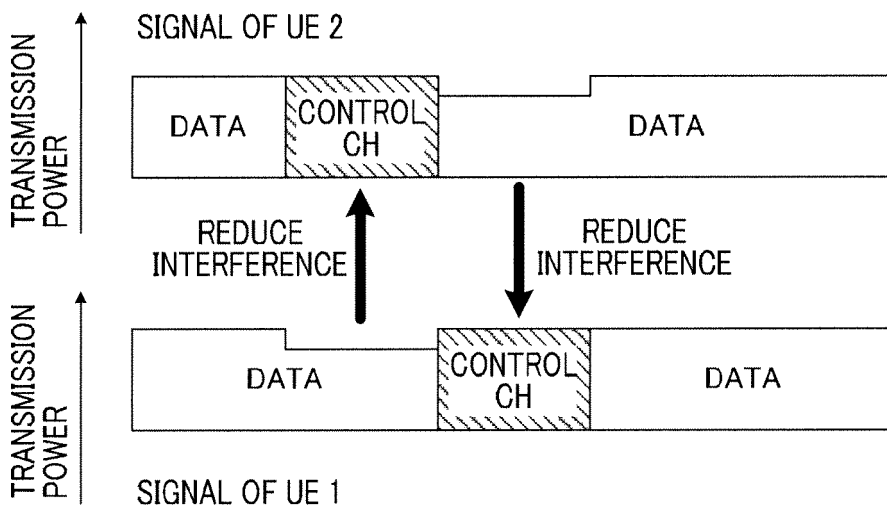 SIGNAL OF UE 2
TRANSMISSION
POWER
DATA
CONTROL
CH
DATA
REDUCE
INTERFERENCE
REDUCE
INTERFERENCE
TRANSMISSION
POWER
DATA
CONTROL
CH
DATA
SIGNAL OF UE 1